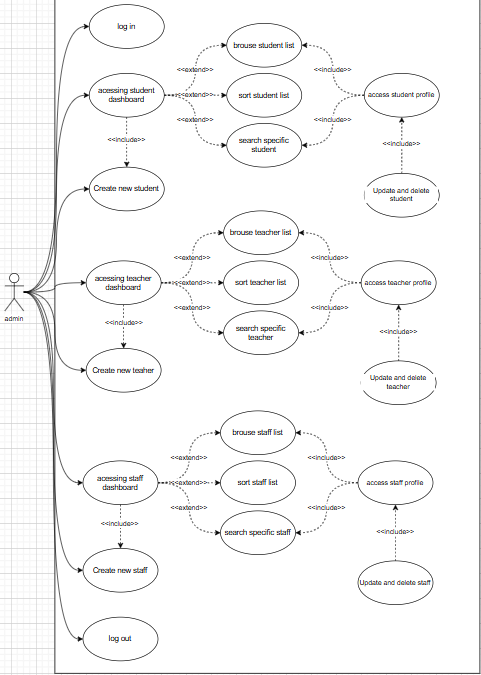 log in
brouse student list
<<extend>>
<<include>>
acessing student
dashboard
<<extend>>
sort student list
access student profile
<<extend>>
<<include>>
search specific
student
<<include>>
<<include>>
Create new student
Update and delete
student
brouse teacher list
<<extend>>
<<include>>
acessing teacher
dashboard
<<extend>>
sort teacher list
access teacher profile
<<extend>>
<<include>>
search specific
teacher
<<include>>
<<include>>
admin
Create new teaher
Update and delete
teacher
brouse staff list
<<extend>>
<<include>>
acessing staff
dashboard
<<extend>>
sort staff list
access staff profile
<<extend>>
<<include>>
search specific staff
<<include>>
<<include>>
Create new staff
Update and delete staff
log out